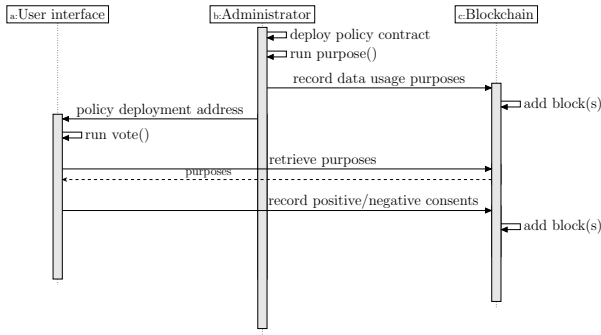 a:User interface
b:Administrator
c:Blockchain
deploy policy contract
run purpose()
record data usage purposes
add block(s)
policy deployment address
run vote()
retrieve purposes
purposes
record positive/negative consents
add block(s)